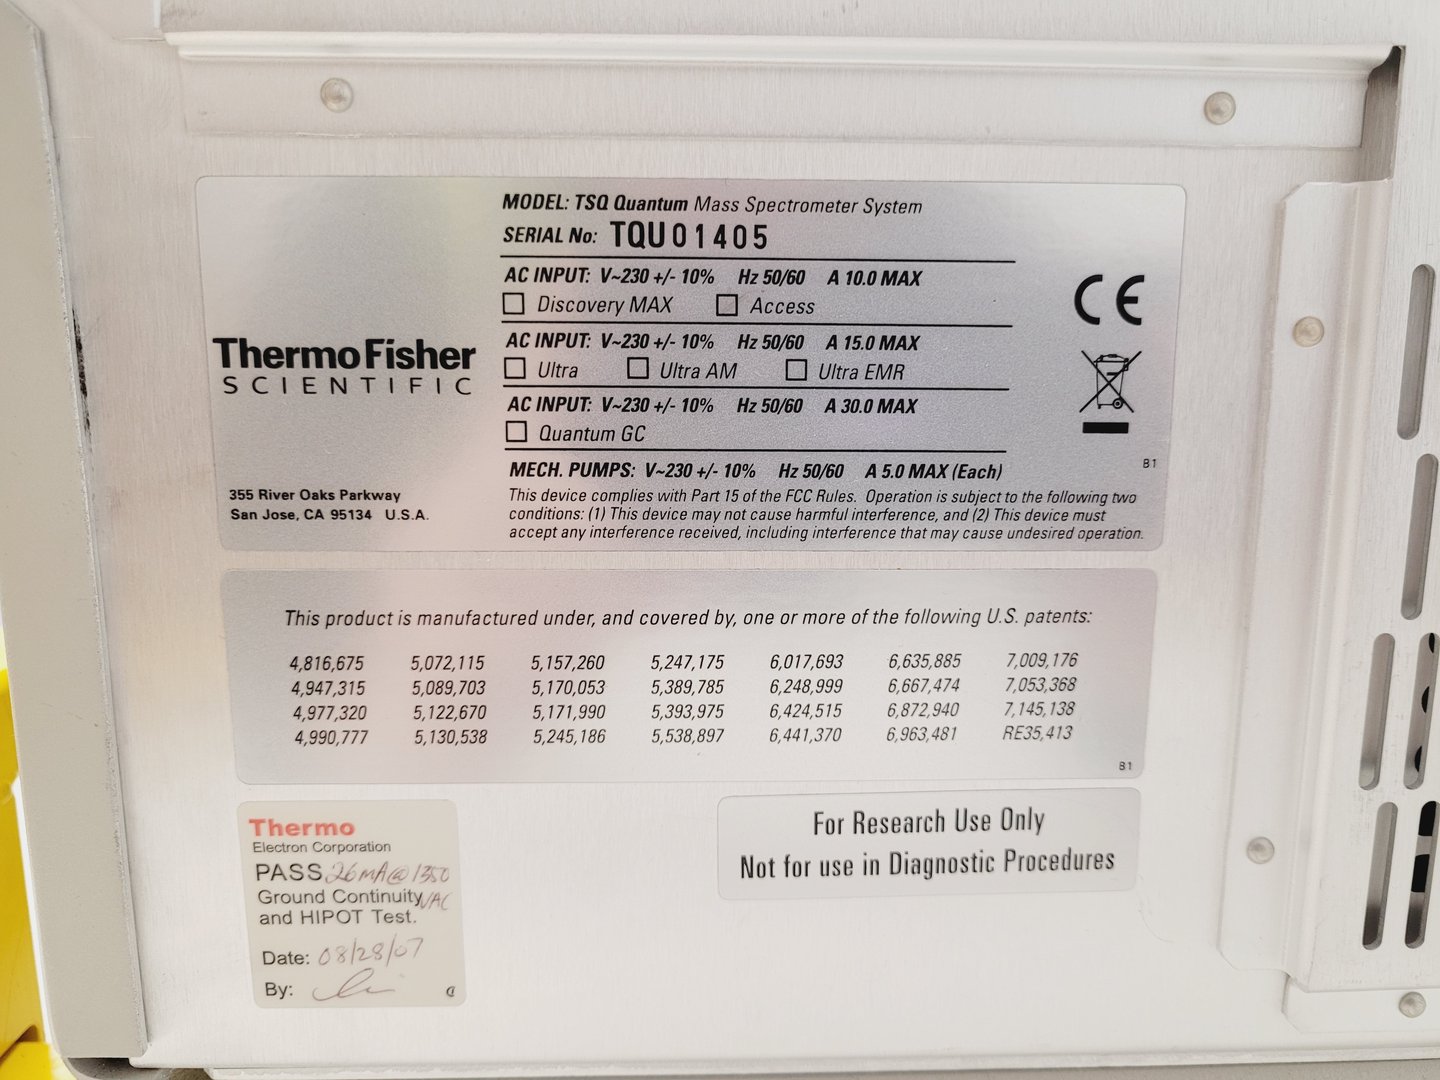 MODEL: TSQ Quantum Mass Spectrometer System
SERIAL No: TQU01405
AC INPUT: V~230 +/- 10% Hz 50/60 A 10.0 MAX
Discovery MAX Access
AC INPUT: V~230 +/- 10% Hz 50/60 A 15.0 MAX
Ultra Ultra AM Ultra EMR
AC INPUT: V~230 +/- 10% Hz 50/60 A 30.0 MAX
Quantum GC
MECH. PUMPS: V~230 +/- 10% Hz 50/60 A 5.0 MAX (Each)
This device complies with Part 15 of the FCC Rules. Operation is subject to the following two
conditions: (1) This device may not cause harmful interference, and (2) This device must
accept any interference received, including interference that may cause undesired operation.
ThermoFisher
SCIENTIFIC
355 River Oaks Parkway
San Jose, CA 95134 U.S.A.
CE
B1
This product is manufactured under, and covered by, one or more of the following U.S. patents:
4,816,675 5,072,115 5,157,260 5,247,175 6,017,693 6,635,885 7,009,176
4,947,315 5,089,703 5,170,053 5,389,785 6,248,999 6,667,474 7,053,368
4,977,320 5,122,670 5,171,990 5,393,975 6,424,515 6,872,940 7,145,138
4,990,777 5,130,538 5,245,186 5,538,897 6,441,370 6,963,481 RE35,413
B1
Thermo
Electron Corporation
PASS 26mA@1350
Ground Continuity VAC
and HIPOT Test.
Date: 08/28/07
By:
For Research Use Only
Not for use in Diagnostic Procedures